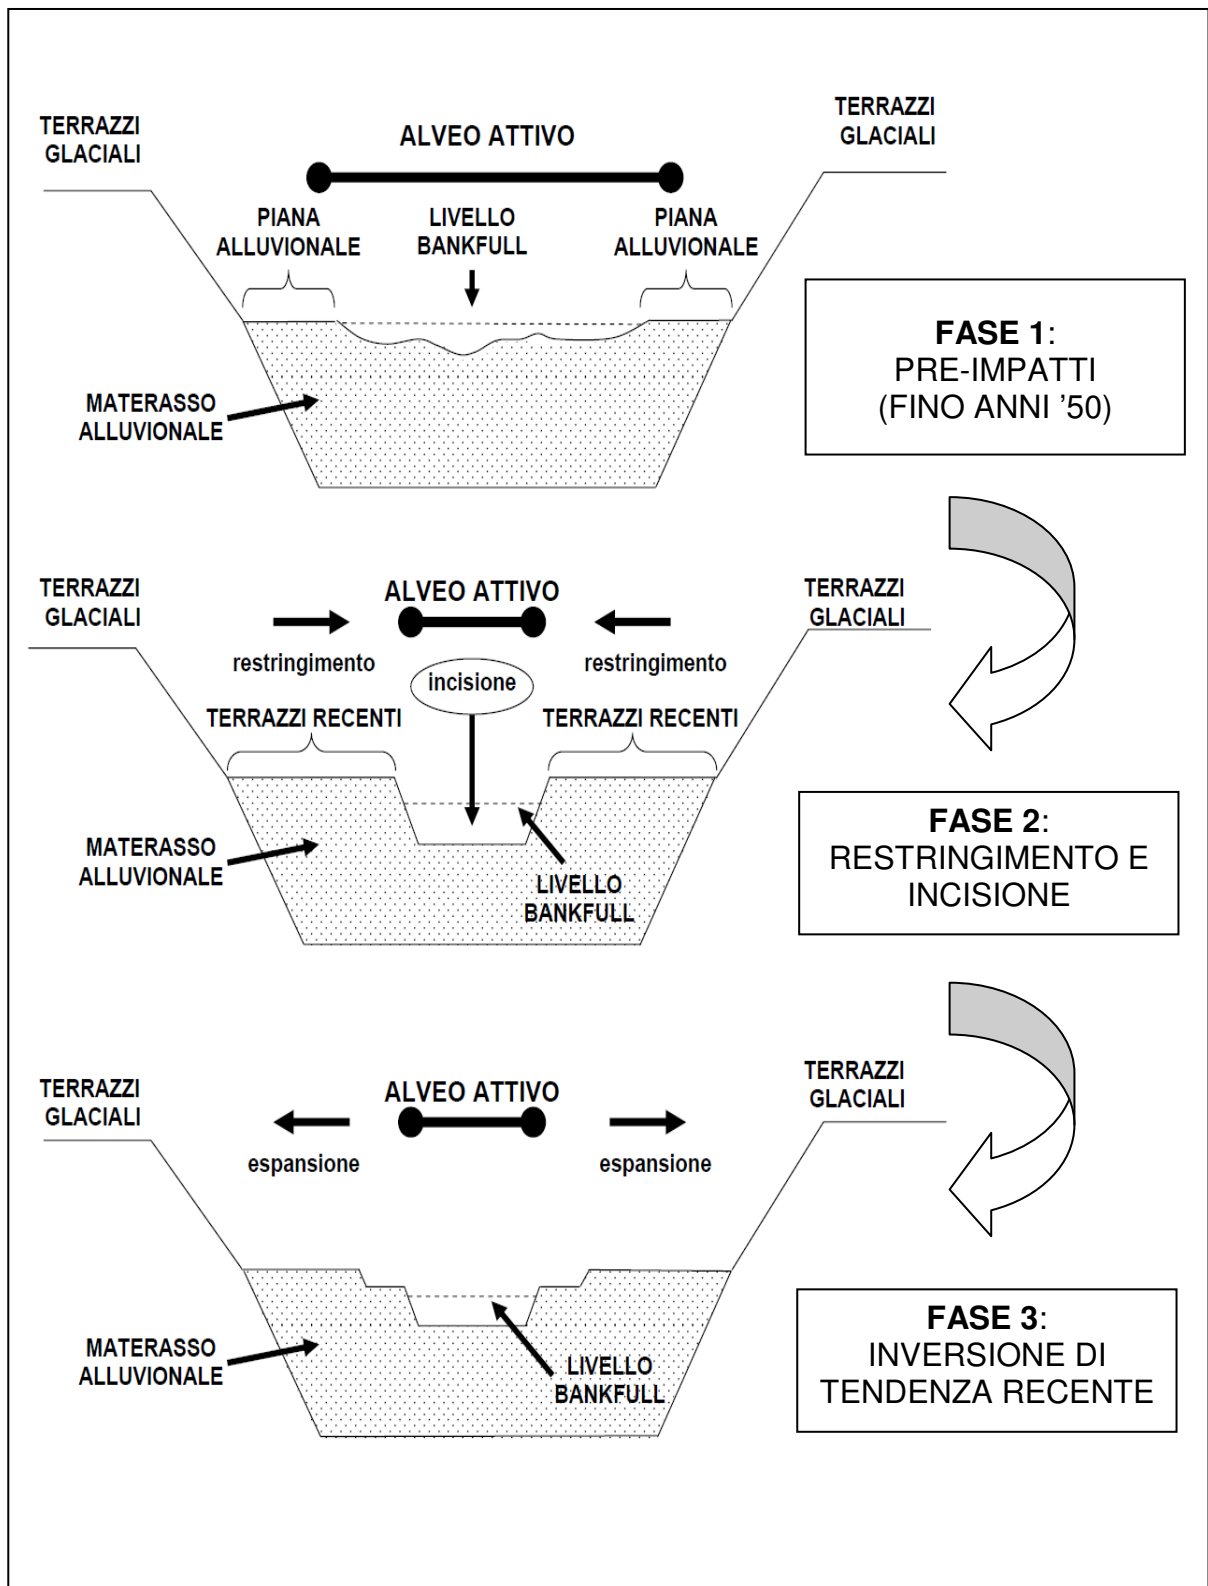 TERRAZZI
GLACIALI
ALVEO ATTIVO
TERRAZZI
GLACIALI
PIANA
ALLUVIONALE
LIVELLO
BANKFULL
PIANA
ALLUVIONALE
MATERASSO
ALLUVIONALE
FASE 1:
PRE-IMPATTI
(FINO ANNI ’50)
TERRAZZI
GLACIALI
ALVEO ATTIVO
TERRAZZI
GLACIALI
restringimento
restringimento
incisione
TERRAZZI RECENTI
TERRAZZI RECENTI
MATERASSO
ALLUVIONALE
LIVELLO
BANKFULL
FASE 2:
RESTRINGIMENTO E
INCISIONE
TERRAZZI
GLACIALI
ALVEO ATTIVO
TERRAZZI
GLACIALI
espansione
espansione
MATERASSO
ALLUVIONALE
LIVELLO
BANKFULL
FASE 3:
INVERSIONE DI
TENDENZA RECENTE